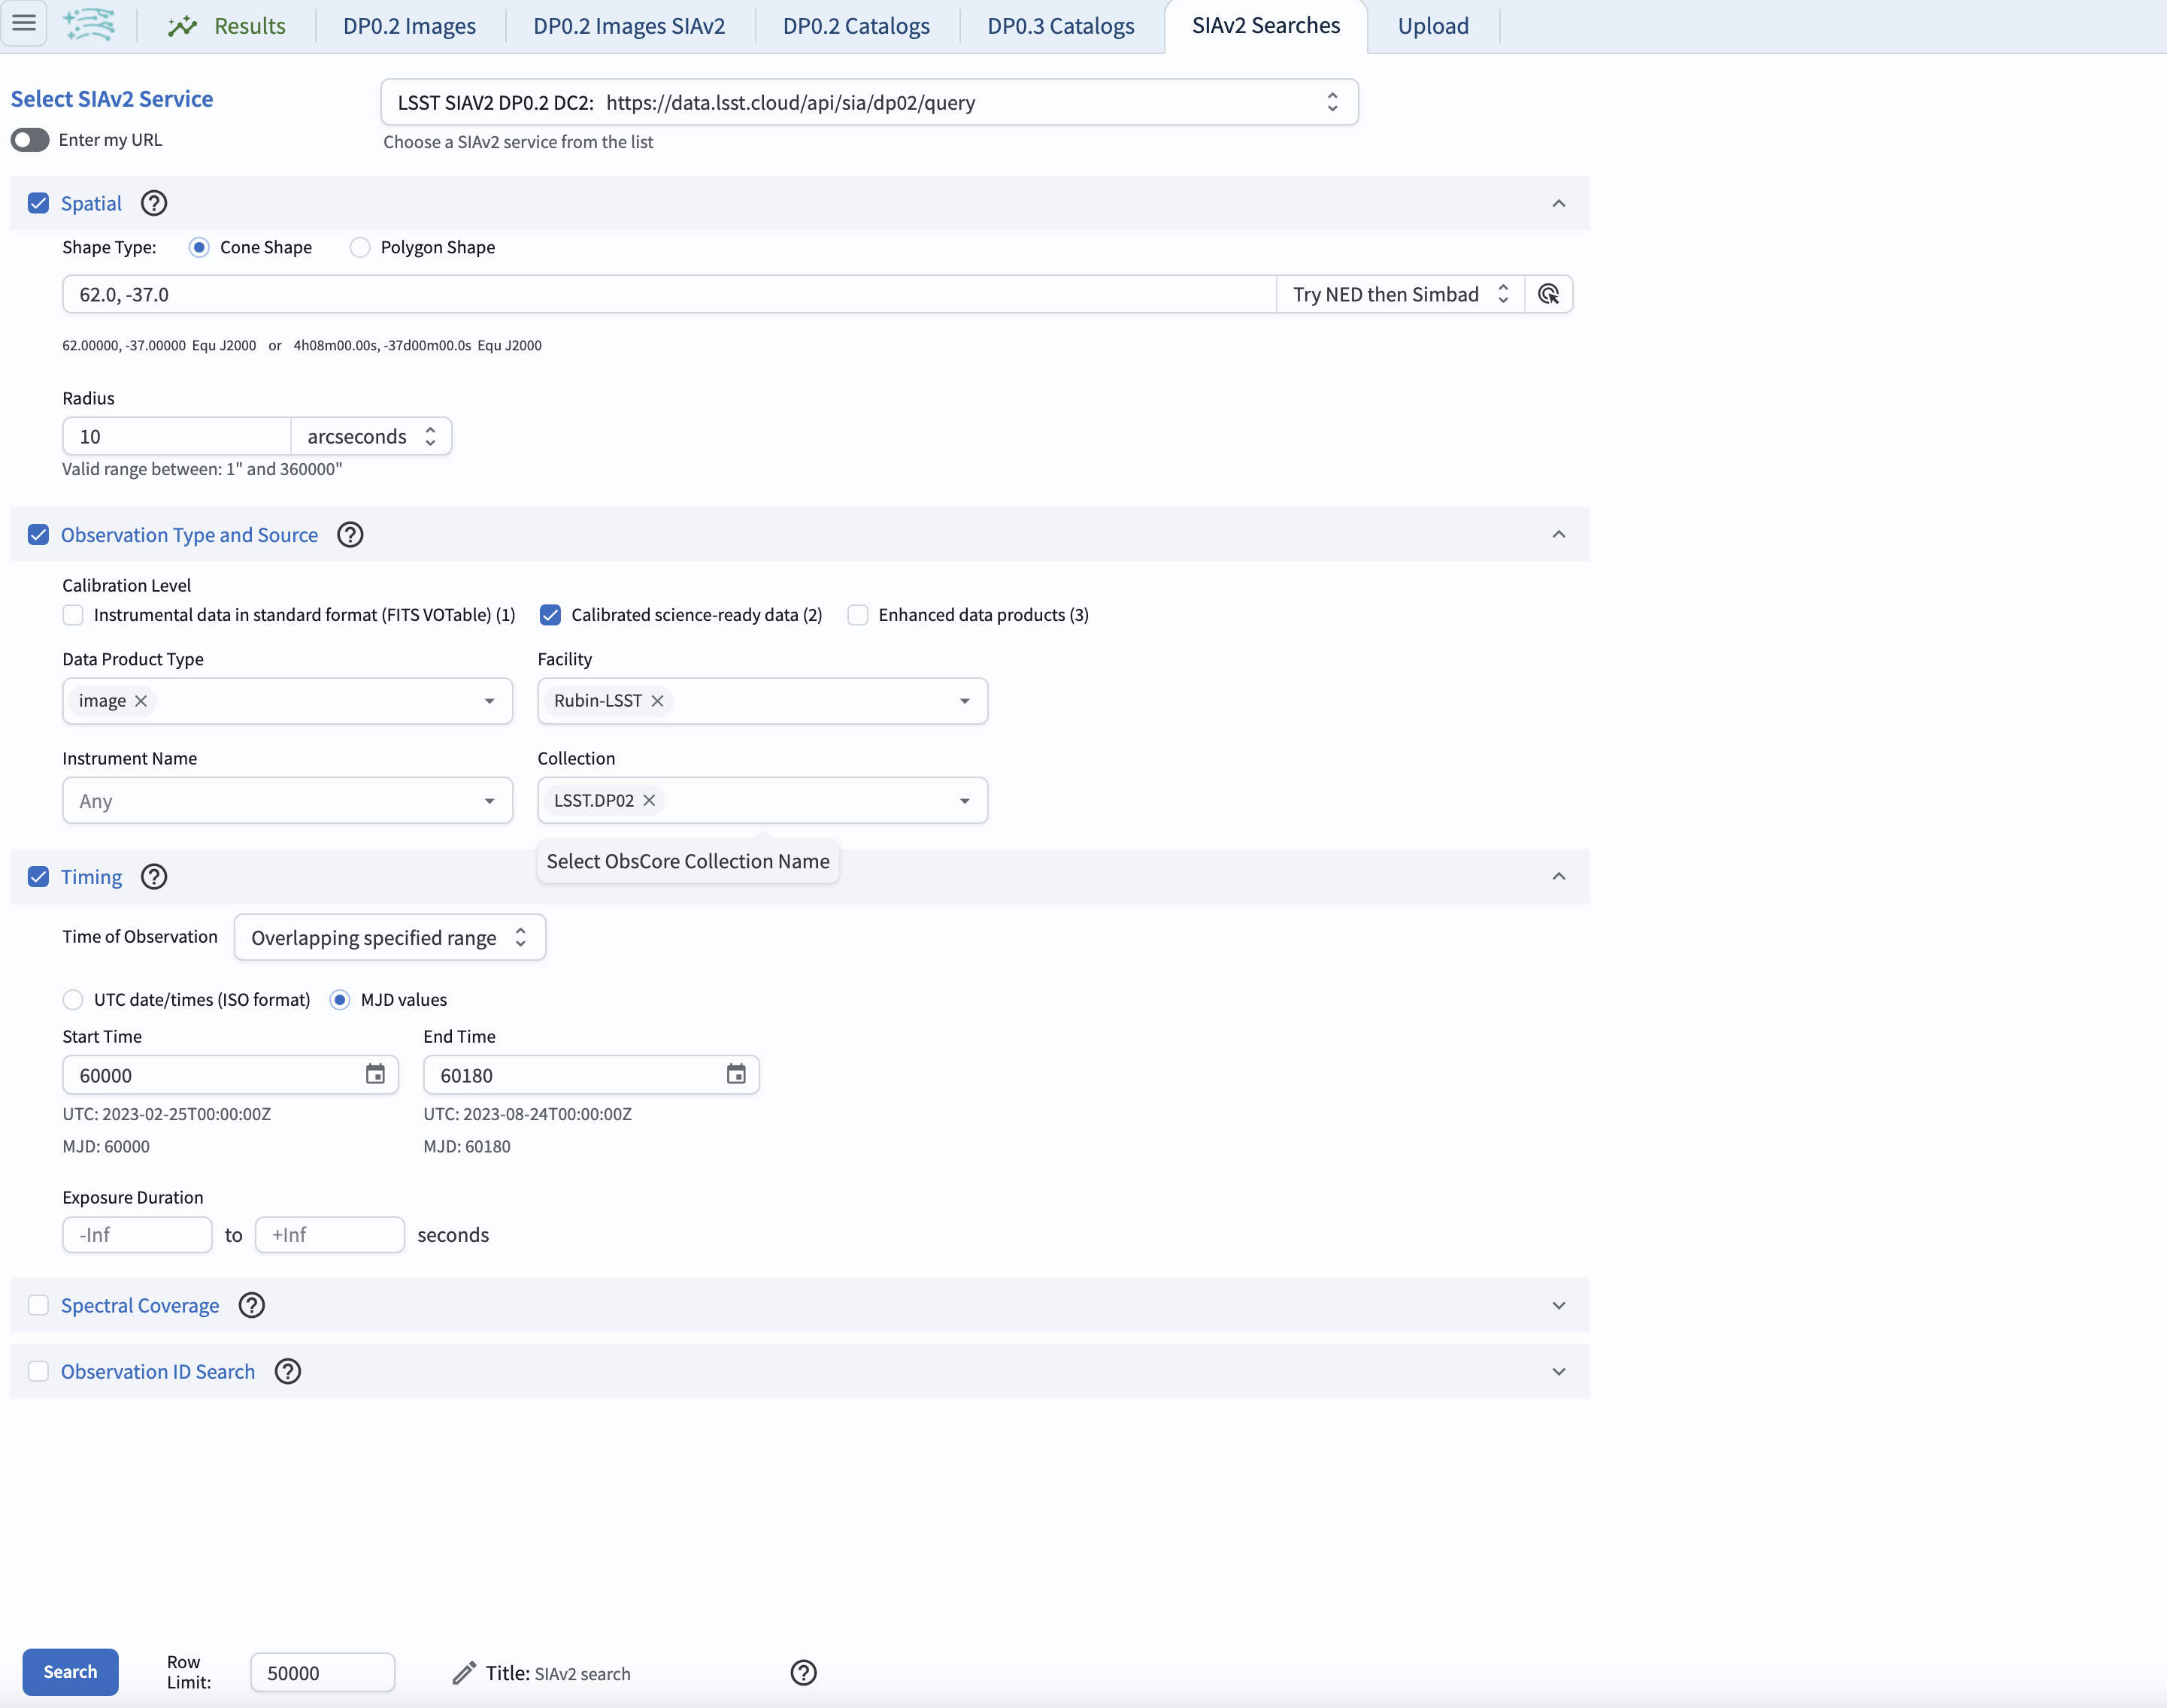 Results DP0.2 Images DP0.2 Images SIAv2 DP0.2 Catalogs DP0.3 Catalogs SIAv2 Searches Upload
Select SIAv2 Service
LSST SIAV2 DP0.2 DC2: https://data.lsst.cloud/api/sia/dp02/query
Enter my URL
Choose a SIAv2 service from the list
Spatial
Shape Type: Cone Shape Polygon Shape
62.0, -37.0 Try NED then Simbad
62.00000, -37.00000 Equ J2000 or 4h08m00.00s, -37d00m00.0s Equ J2000
Radius
10 arcseconds
Valid range between: 1" and 360000"
Observation Type and Source
Calibration Level
Instrumental data in standard format (FITS VOTable) (1) Calibrated science-ready data (2) Enhanced data products (3)
Data Product Type Facility
image Rubin-LSST
Instrument Name Collection
Any LSST.DP02
Select ObsCore Collection Name
Timing
Time of Observation Overlapping specified range
UTC date/times (ISO format) MJD values
Start Time End Time
60000 60180
UTC: 2023-02-25T00:00:00Z UTC: 2023-08-24T00:00:00Z
MJD: 60000 MJD: 60180
Exposure Duration
-Inf to +Inf seconds
Spectral Coverage
Observation ID Search
Search Row Limit: 50000 Title: SIAv2 search